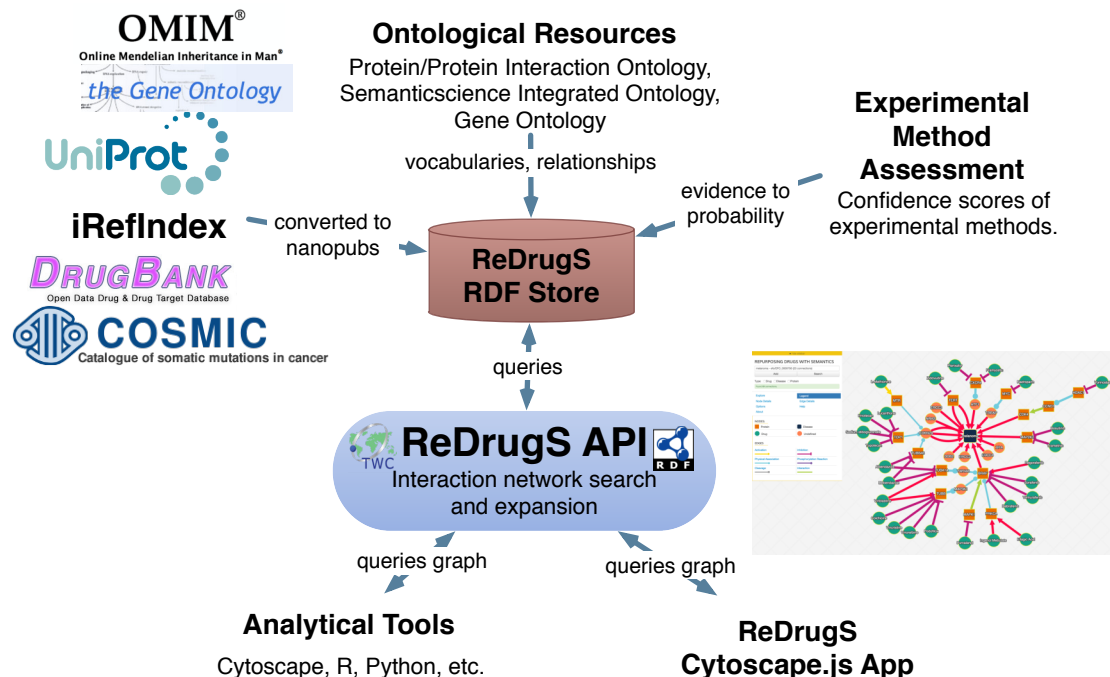 OMIM®
Online Mendelian Inheritance in Man®
the Gene Ontology
UniProt
iRefIndex
DRUGBANK
Open Data Drug & Drug Target Database
COSMIC
Catalogue of somatic mutations in cancer
Ontological Resources
Protein/Protein Interaction Ontology,
Semanticscience Integrated Ontology,
Gene Ontology
vocabularies, relationships
Experimental
Method
Assessment
Confidence scores of
experimental methods.
evidence to
probability
converted to
nanopubs
ReDrugS
RDF Store
queries
TWC
ReDrugS API
RDF
Interaction network search
and expansion
REPURPOSING DRUGS WITH SEMANTICS
queries graph
queries graph
Analytical Tools
Cytoscape, R, Python, etc.
ReDrugS
Cytoscape.js App